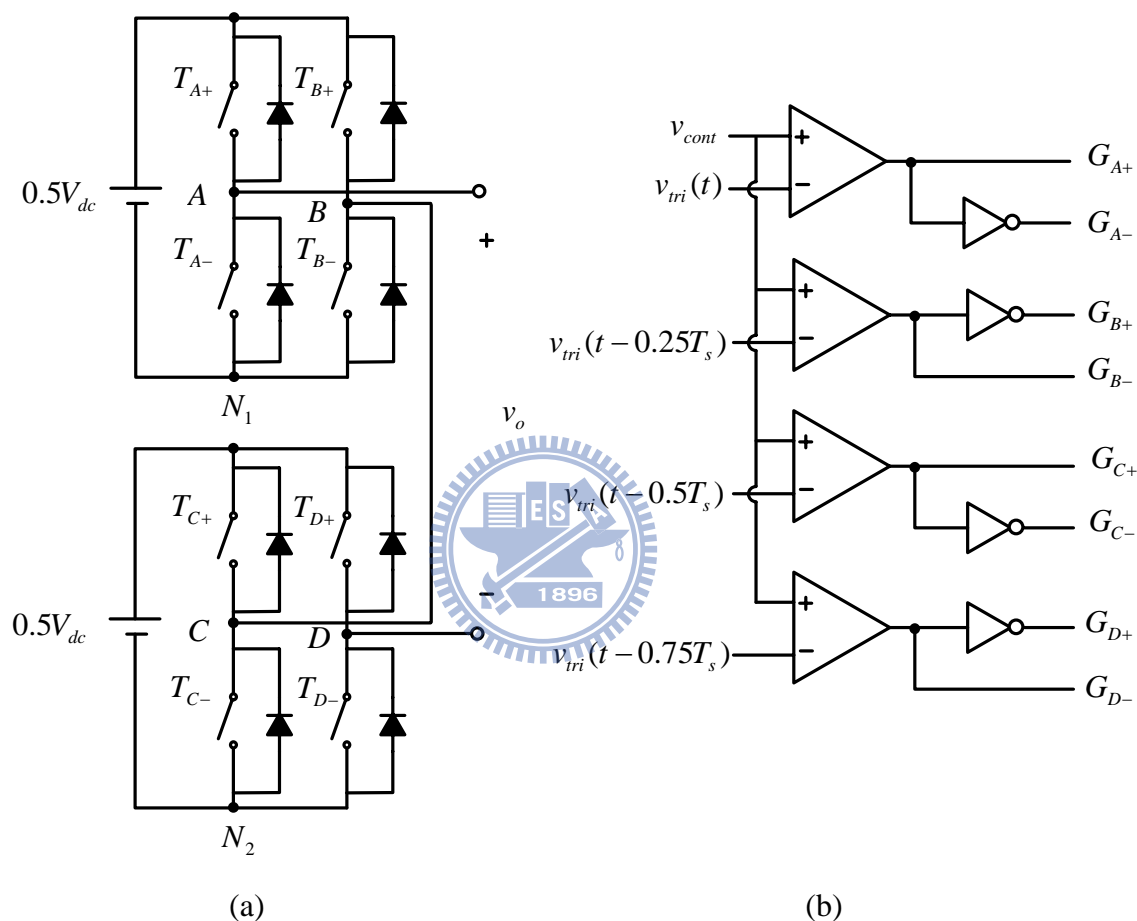 T_{A+}
T_{B+}
0.5V_{dc}
A
B
+
T_{A-}
T_{B-}
N_1
v_o
T_{C+}
T_{D+}
0.5V_{dc}
C
D
-
T_{C-}
T_{D-}
N_2
(a)
v_{cont}
+
G_{A+}
v_{tri}(t)
-
G_{A-}
+
G_{B+}
v_{tri}(t-0.25T_s)
-
G_{B-}
+
G_{C+}
v_{tri}(t-0.5T_s)
-
G_{C-}
+
G_{D+}
v_{tri}(t-0.75T_s)
-
G_{D-}
(b)
E S A
1896